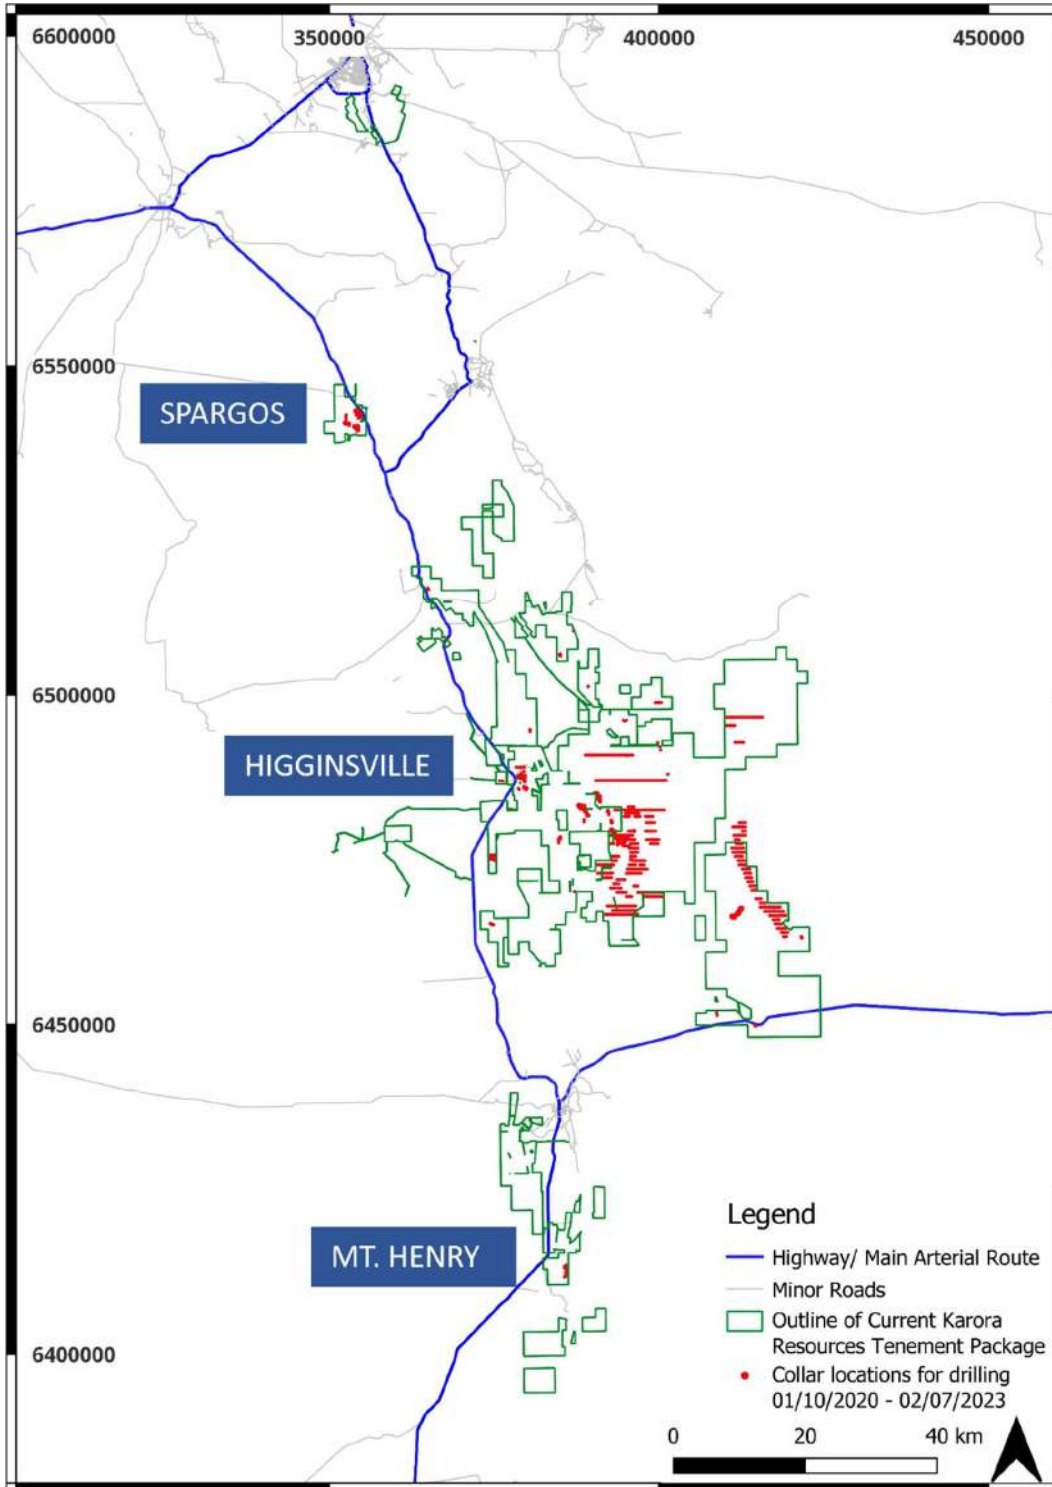 6600000
350000
400000
450000
6550000
SPARGOS
6500000
HIGGINSVILLE
6450000
MT. HENRY
6400000
Legend
Highway/ Main Arterial Route
Minor Roads
Outline of Current Karora
Resources Tenement Package
Collar locations for drilling
01/10/2020 - 02/07/2023
0 20 40 km